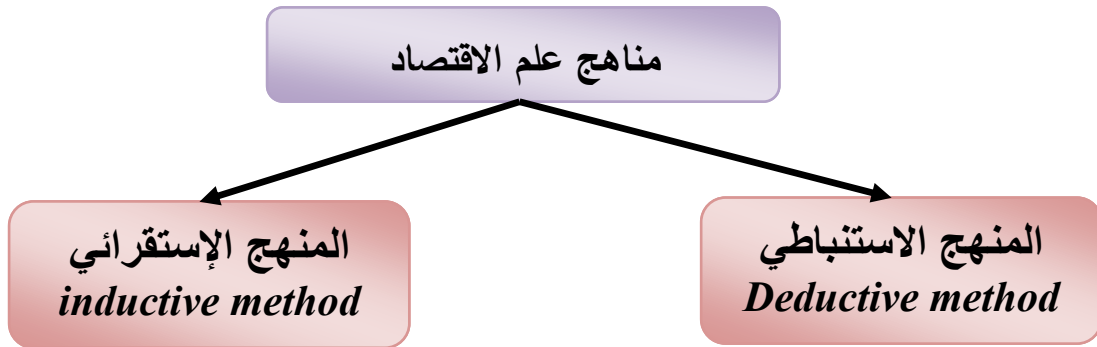 مناهج علم الاقتصاد
المنهج الاستنباطي
Deductive method
المنهج الإستقرائي
inductive method